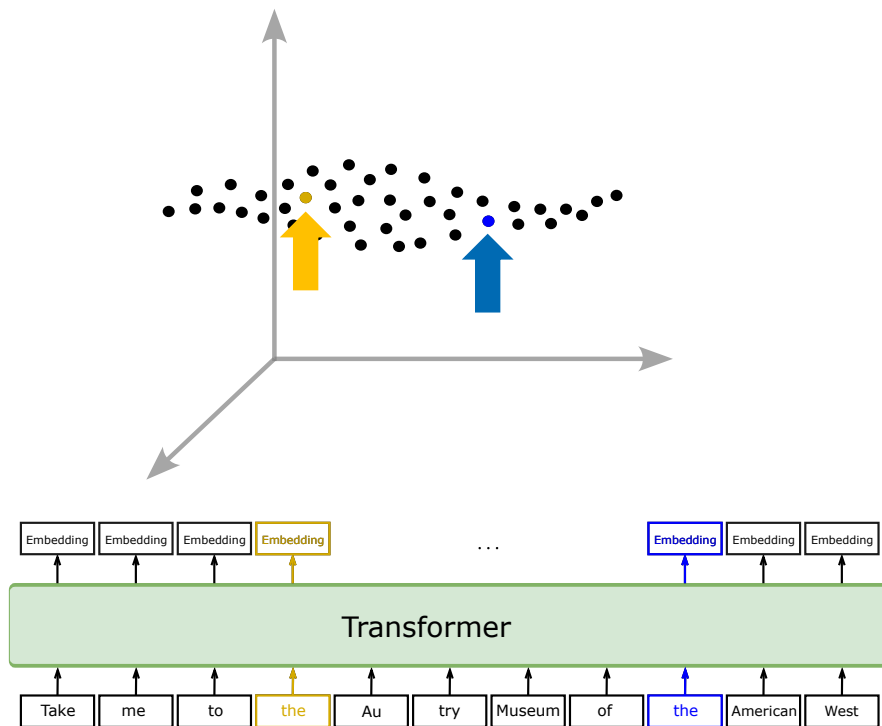 Embedding Embedding Embedding Embedding ... Embedding Embedding Embedding
Transformer
Take me to the Au try Museum of the American West